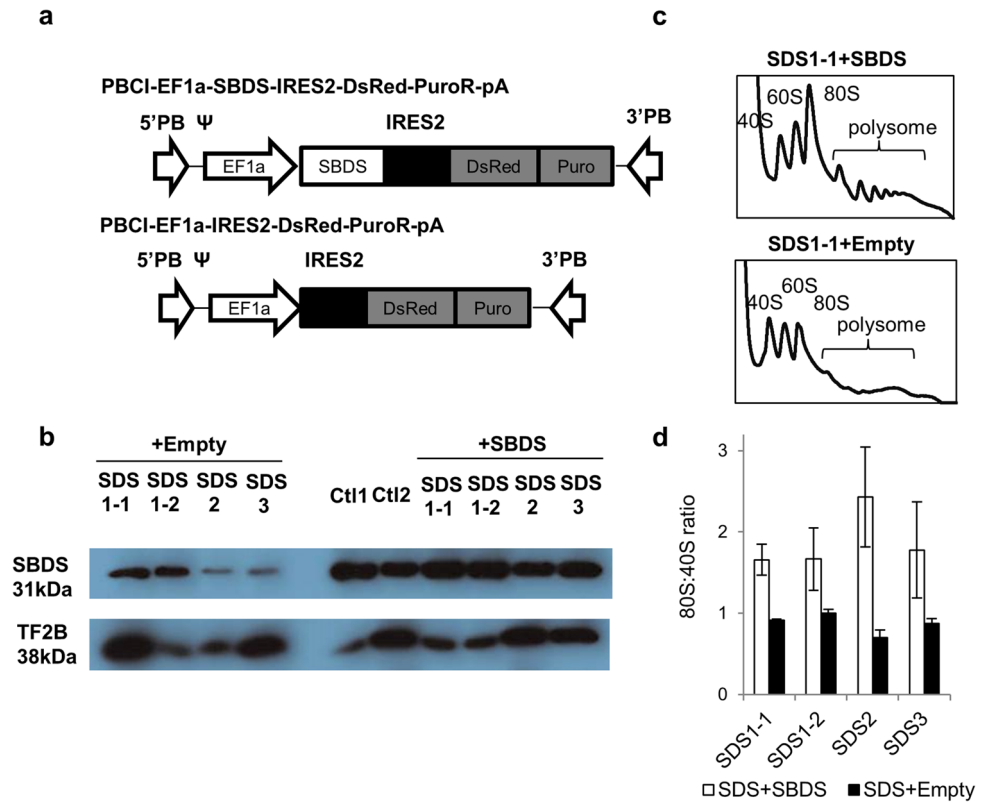 a
PBCI-EF1a-SBDS-IRES2-DsRed-PuroR-pA
5'PB Ψ IRES2 3'PB
EF1a SBDS DsRed Puro
PBCI-EF1a-IRES2-DsRed-PuroR-pA
5'PB Ψ IRES2 3'PB
EF1a DsRed Puro
b
+Empty +SBDS
SDS SDS SDS SDS Ctl1 Ctl2 SDS SDS SDS SDS
1-1 1-2 2 3 1-1 1-2 2 3
SBDS
31kDa
TF2B
38kDa
c
SDS1-1+SBDS
40S 60S 80S
polysome
SDS1-1+Empty
40S 60S 80S
polysome
d
80S:40S ratio
3
2
1
0
SDS1-1 SDS1-2 SDS2 SDS3
SDS+SBDS SDS+Empty